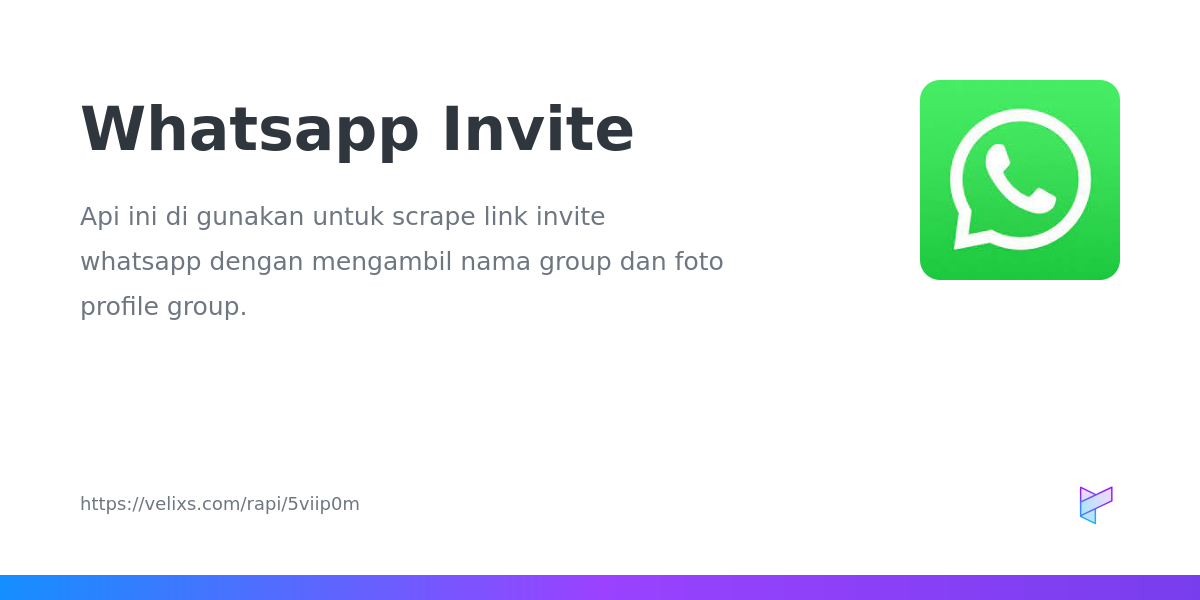 Whatsapp Invite
Api ini di gunakan untuk scrape link invite
whatsapp dengan mengambil nama group dan foto
profile group.
https://velixs.com/rapi/5viip0m